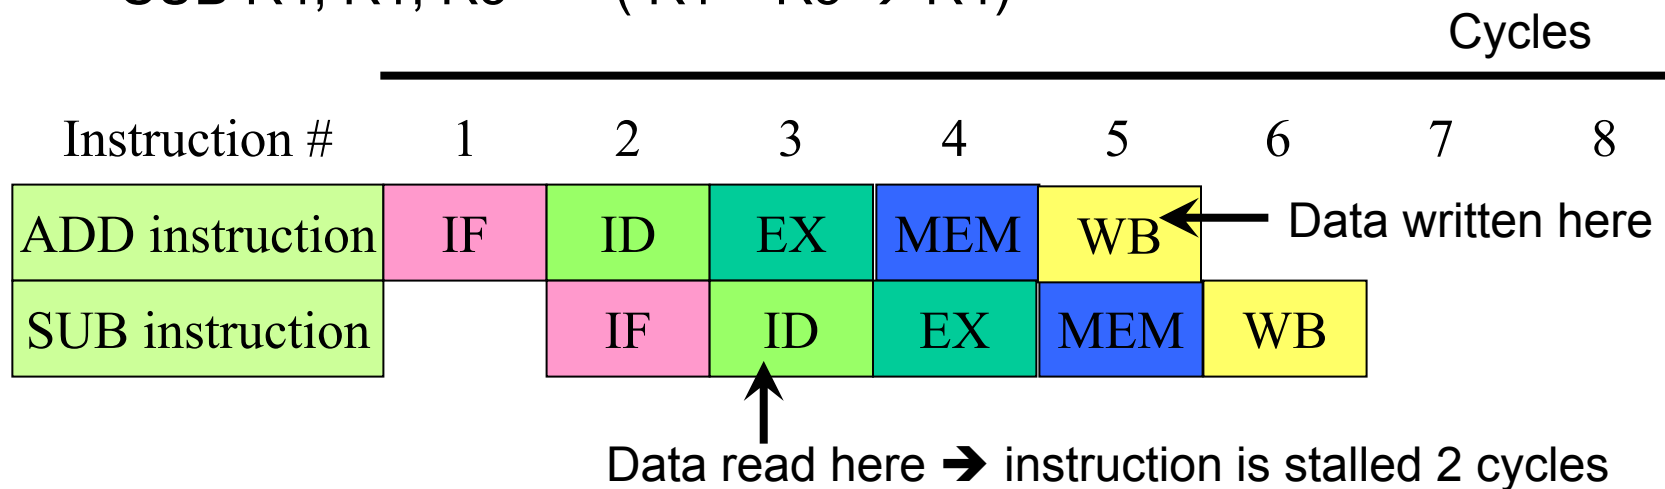 Cycles
Instruction # 1 2 3 4 5 6 7 8
ADD instruction IF ID EX MEM WB Data written here
SUB instruction IF ID EX MEM WB
Data read here ➔ instruction is stalled 2 cycles